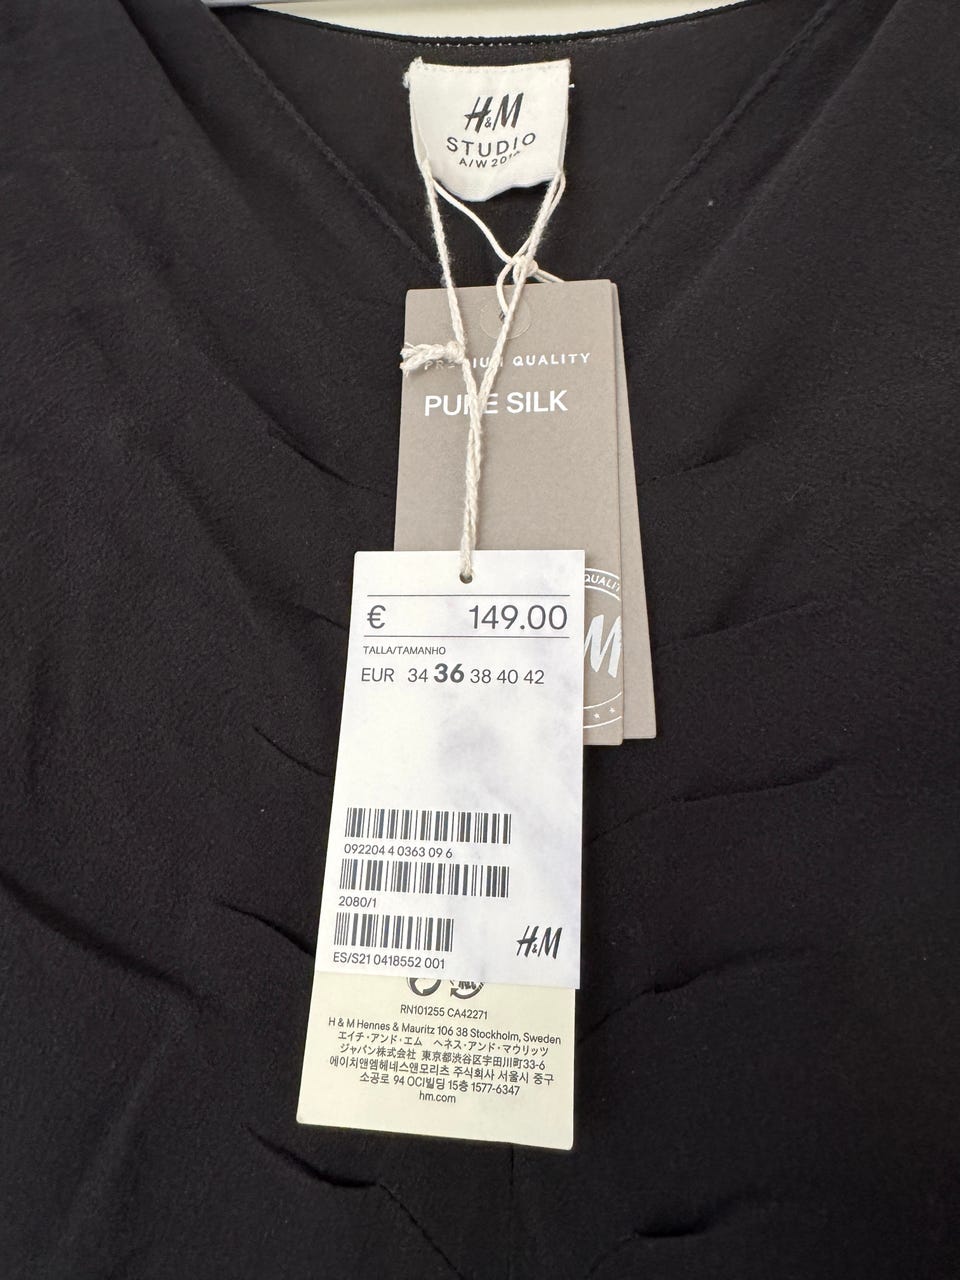 H&M
STUDIO
A/W
PREMIUM QUALITY
PURE SILK
QUALI
M
€ 149.00
TALLA/TAMANHO
EUR 34 36 38 40 42
092204 4 0363 09 6
2080/1
ES/S21 0418552 001
H&M
RN101255 CA42271
H & M Hennes & Mauritz 106 38 Stockholm, Sweden
エイチ・アンド・エム ヘネス・アンド・マウリッツ
ジャパン株式会社 東京都渋谷区宇田川町33-6
에이치앤엠헤네스앤모리츠 주식회사 서울시 중구
소공로 94 OCI빌딩 15층 1577-6347
hm.com